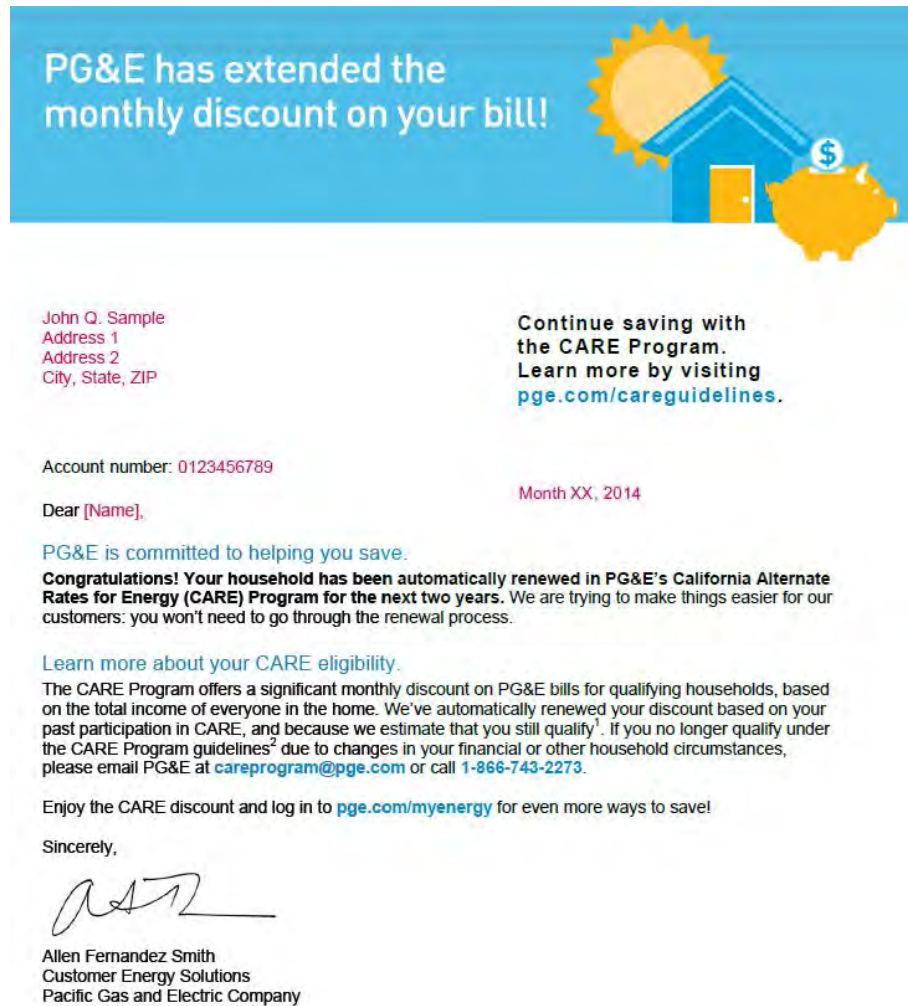 PG&E has extended the
monthly discount on your bill!
$
John Q. Sample
Address 1
Address 2
City, State, ZIP
Continue saving with
the CARE Program.
Learn more by visiting
pge.com/careguidelines.
Account number: 0123456789
Month XX, 2014
Dear [Name],
PG&E is committed to helping you save.
Congratulations! Your household has been automatically renewed in PG&E's California Alternate
Rates for Energy (CARE) Program for the next two years. We are trying to make things easier for our
customers: you won't need to go through the renewal process.
Learn more about your CARE eligibility.
The CARE Program offers a significant monthly discount on PG&E bills for qualifying households, based
on the total income of everyone in the home. We've automatically renewed your discount based on your
past participation in CARE, and because we estimate that you still qualify¹. If you no longer qualify under
the CARE Program guidelines² due to changes in your financial or other household circumstances,
please email PG&E at careprogram@pge.com or call 1-866-743-2273.
Enjoy the CARE discount and log in to pge.com/myenergy for even more ways to save!
Sincerely,
Allen Fernandez Smith
Customer Energy Solutions
Pacific Gas and Electric Company